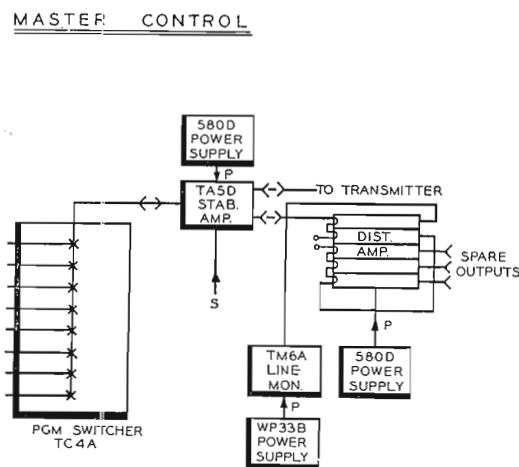 MASTER CONTROL
580D
POWER
SUPPLY
P
TA5D
STAB.
AMP.
TO TRANSMITTER
S
DIST.
AMP.
SPARE
OUTPUTS
P
TM6A
LINE
MON.
P
580D
POWER
SUPPLY
WP33B
POWER
SUPPLY
PGM SWITCHER
TC4A